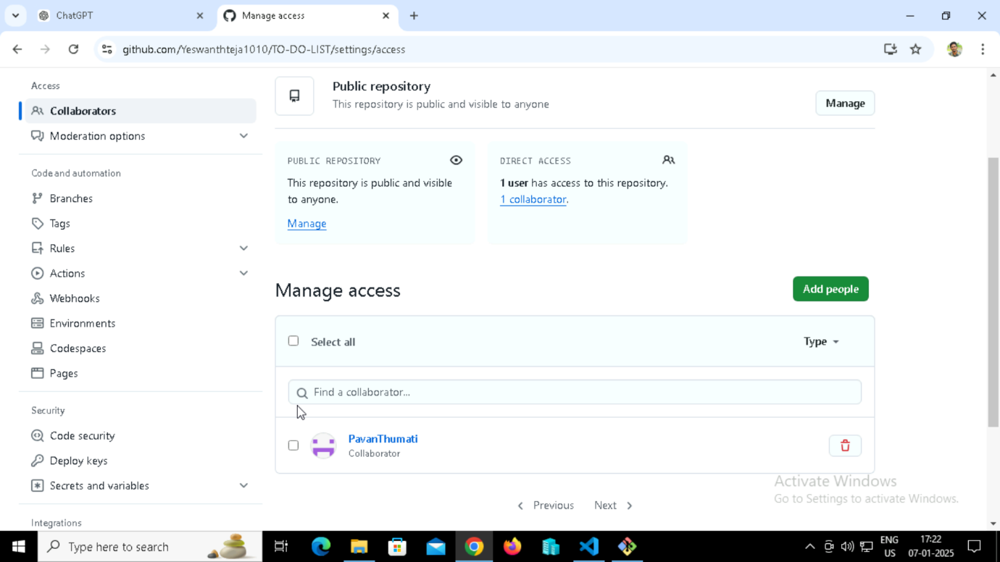 ChatGPT
Manage access
github.com/Yeswanthteja1010/TO-DO-LIST/settings/access
Access
Collaborators
Moderation options
Code and automation
Branches
Tags
Rules
Actions
Webhooks
Environments
Codespaces
Pages
Security
Code security
Deploy keys
Secrets and variables
Integrations
Public repository
This repository is public and visible to anyone
Manage
PUBLIC REPOSITORY
This repository is public and visible
to anyone.
Manage
DIRECT ACCESS
1 user has access to this repository.
1 collaborator.
Manage access
Add people
Select all
Type
Find a collaborator...
PavanThumati
Collaborator
Previous
Next
Activate Windows
Go to Settings to activate Windows.
Type here to search
ENG
US
17:22
07-01-2025